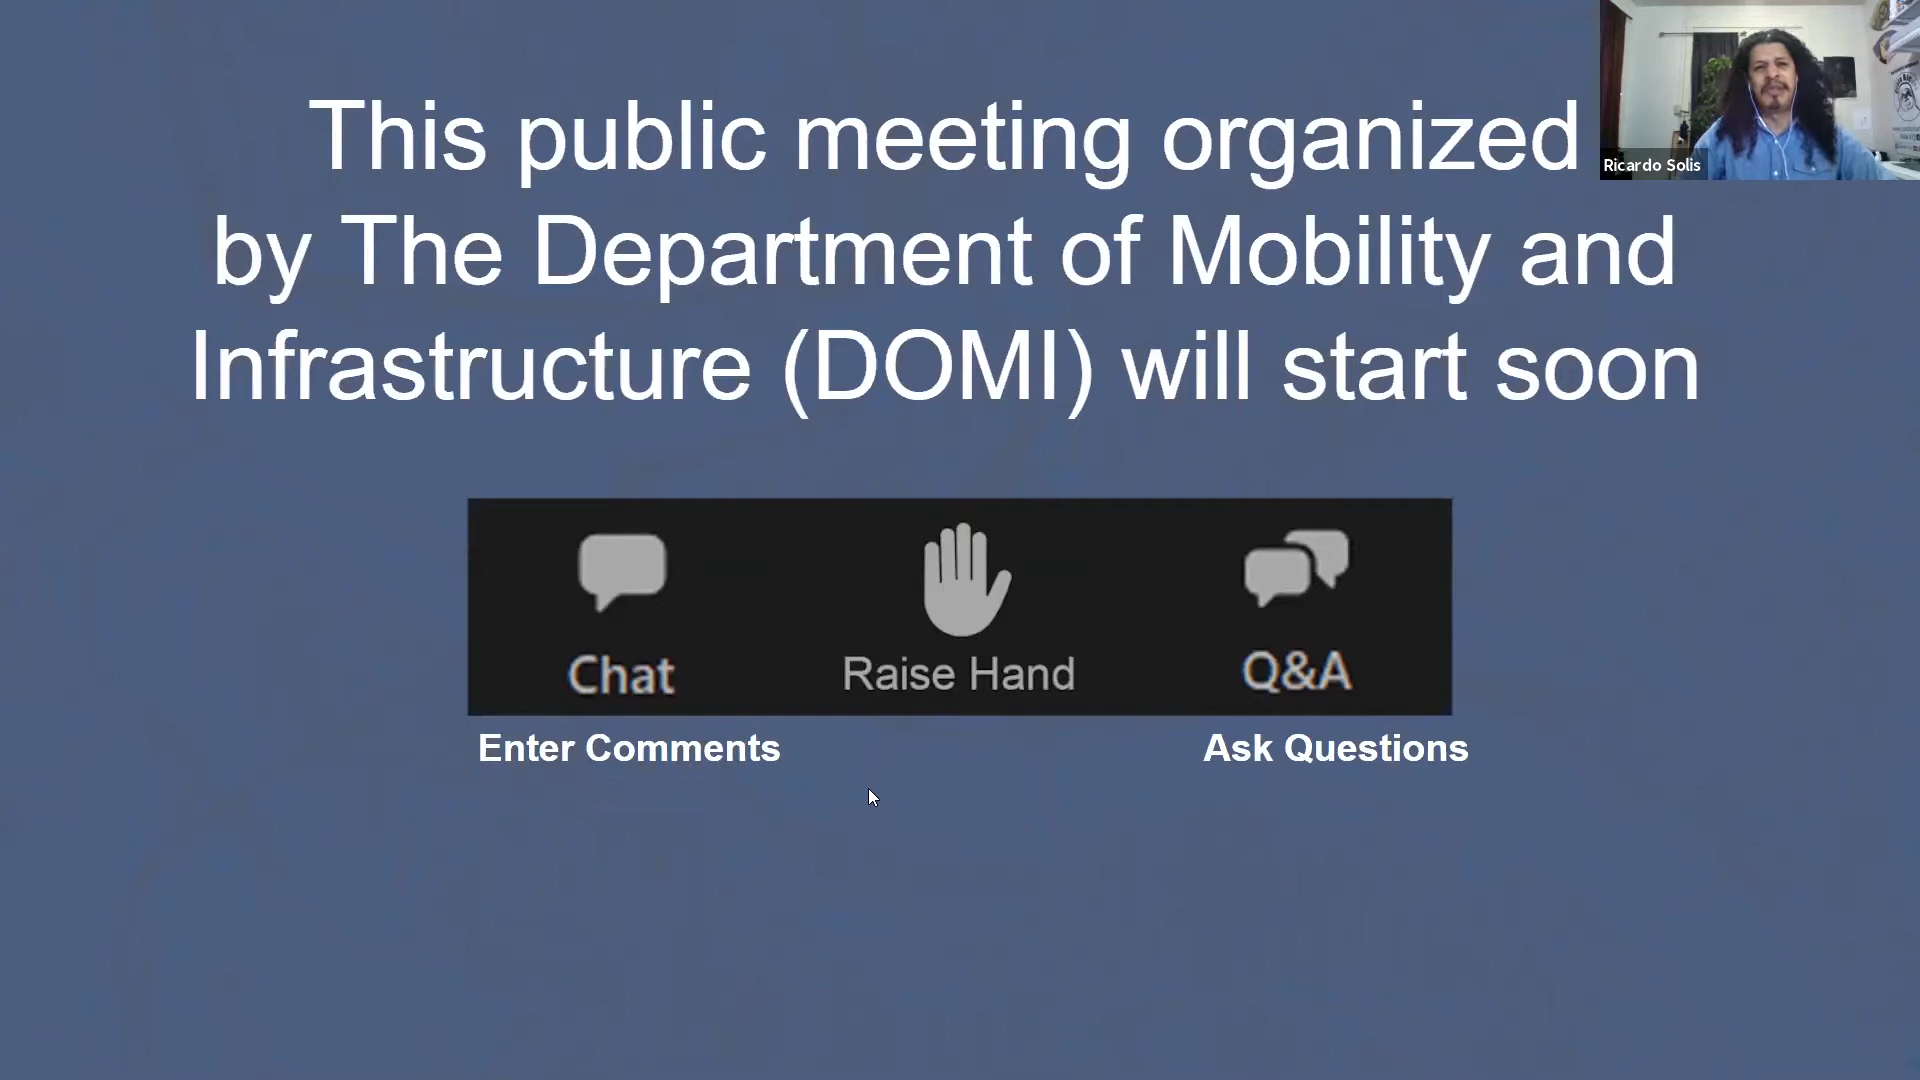 This public meeting organized
by The Department of Mobility and
Infrastructure (DOMI) will start soon
Ricardo Solis
Chat
Raise Hand
Q&A
Enter Comments
Ask Questions